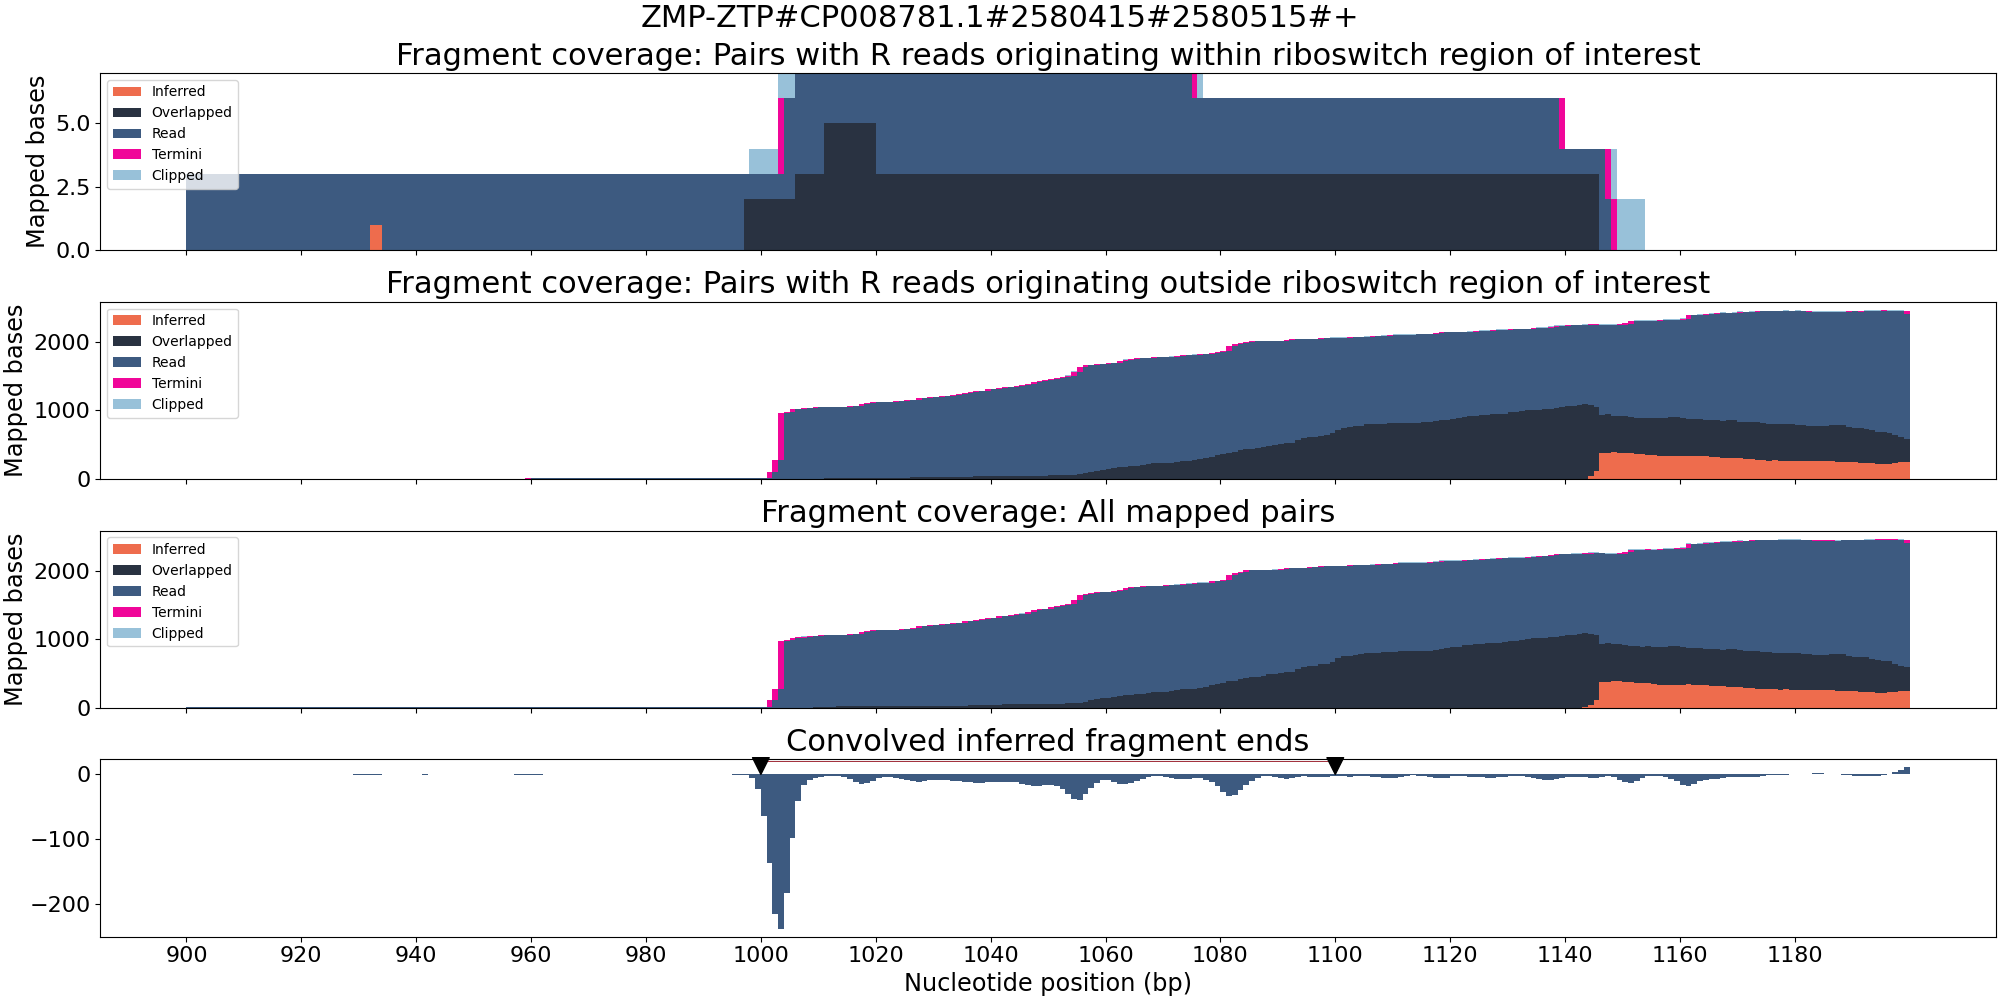 ZMP-ZTP#CP008781.1#2580415#2580515#+
Fragment coverage: Pairs with R reads originating within riboswitch region of interest
Mapped bases
5.0
2.5
0.0
Inferred
Overlapped
Read
Termini
Clipped
Fragment coverage: Pairs with R reads originating outside riboswitch region of interest
Mapped bases
2000
1000
0
Inferred
Overlapped
Read
Termini
Clipped
Fragment coverage: All mapped pairs
Mapped bases
2000
1000
0
Inferred
Overlapped
Read
Termini
Clipped
Convolved inferred fragment ends
0
−100
−200
900 920 940 960 980 1000 1020 1040 1060 1080 1100 1120 1140 1160 1180
Nucleotide position (bp)